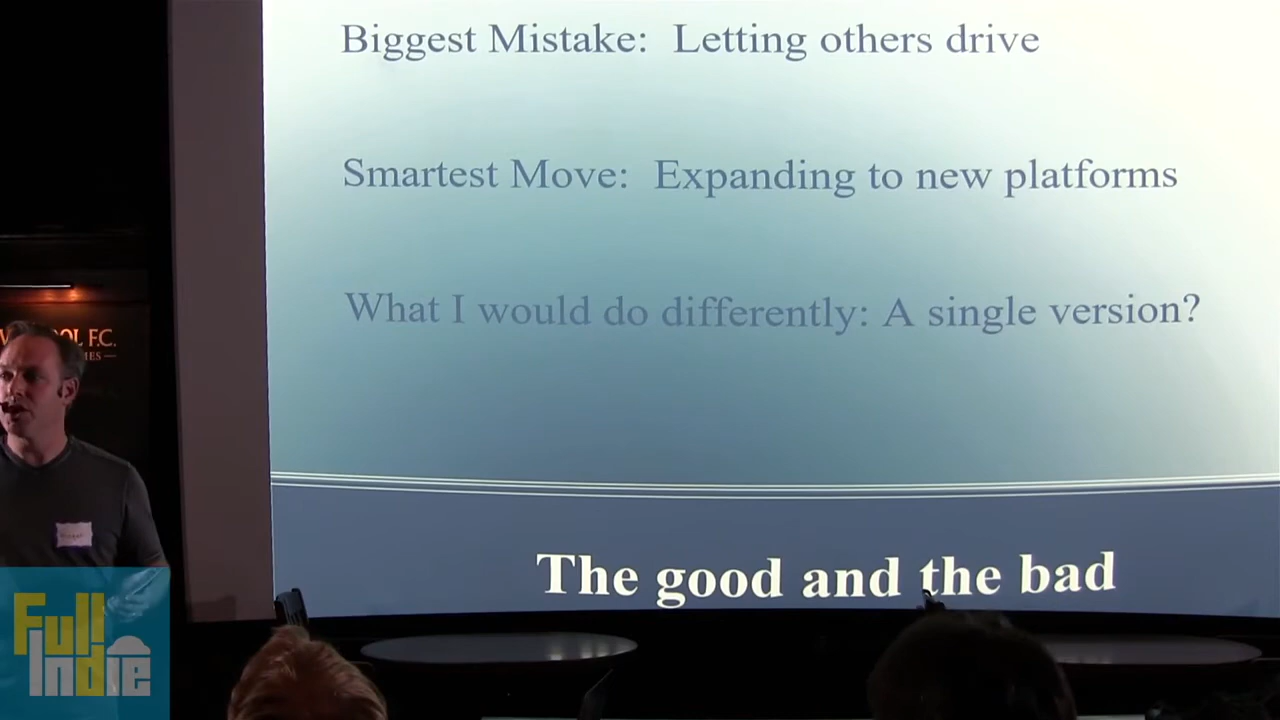 Biggest Mistake: Letting others drive
Smartest Move: Expanding to new platforms
What I would do differently: A single version?
The good and the bad
OL F.C.
Full
Indie